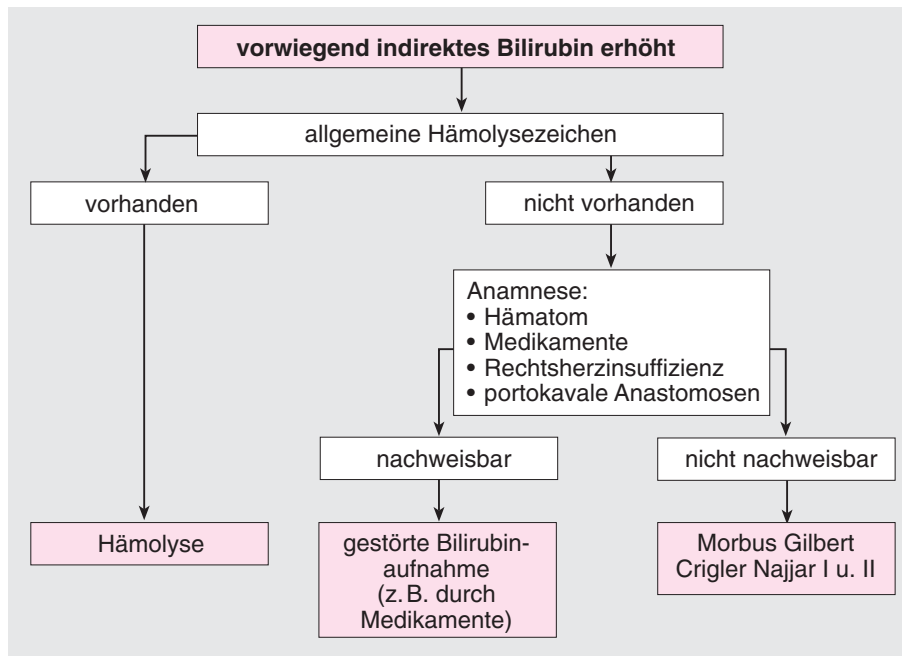 vorwiegend indirektes Bilirubin erhöht
allgemeine Hämolysezeichen
vorhanden
nicht vorhanden
Anamnese:
• Hämatom
• Medikamente
• Rechtsherzinsuffizienz
• portokavale Anastomosen
nachweisbar
nicht nachweisbar
Hämolyse
gestörte Bilirubin-
aufnahme
(z. B. durch
Medikamente)
Morbus Gilbert
Crigler Najjar I u. II